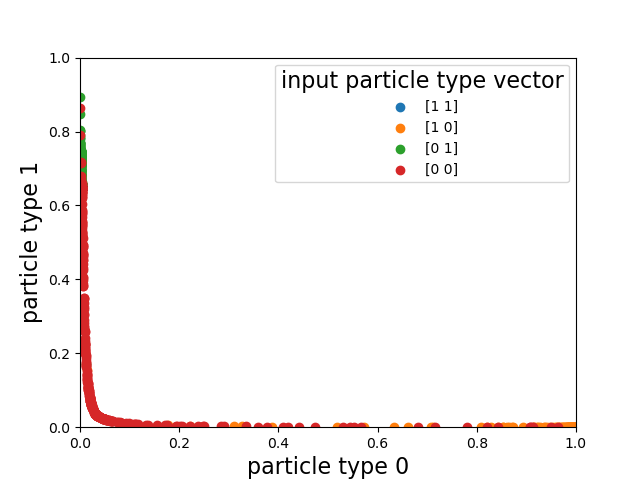 input particle type vector
[1 1]
[1 0]
[0 1]
[0 0]
1.0
0.8
0.6
0.4
0.2
0.0
particle type 1
0.0 0.2 0.4 0.6 0.8 1.0
particle type 0